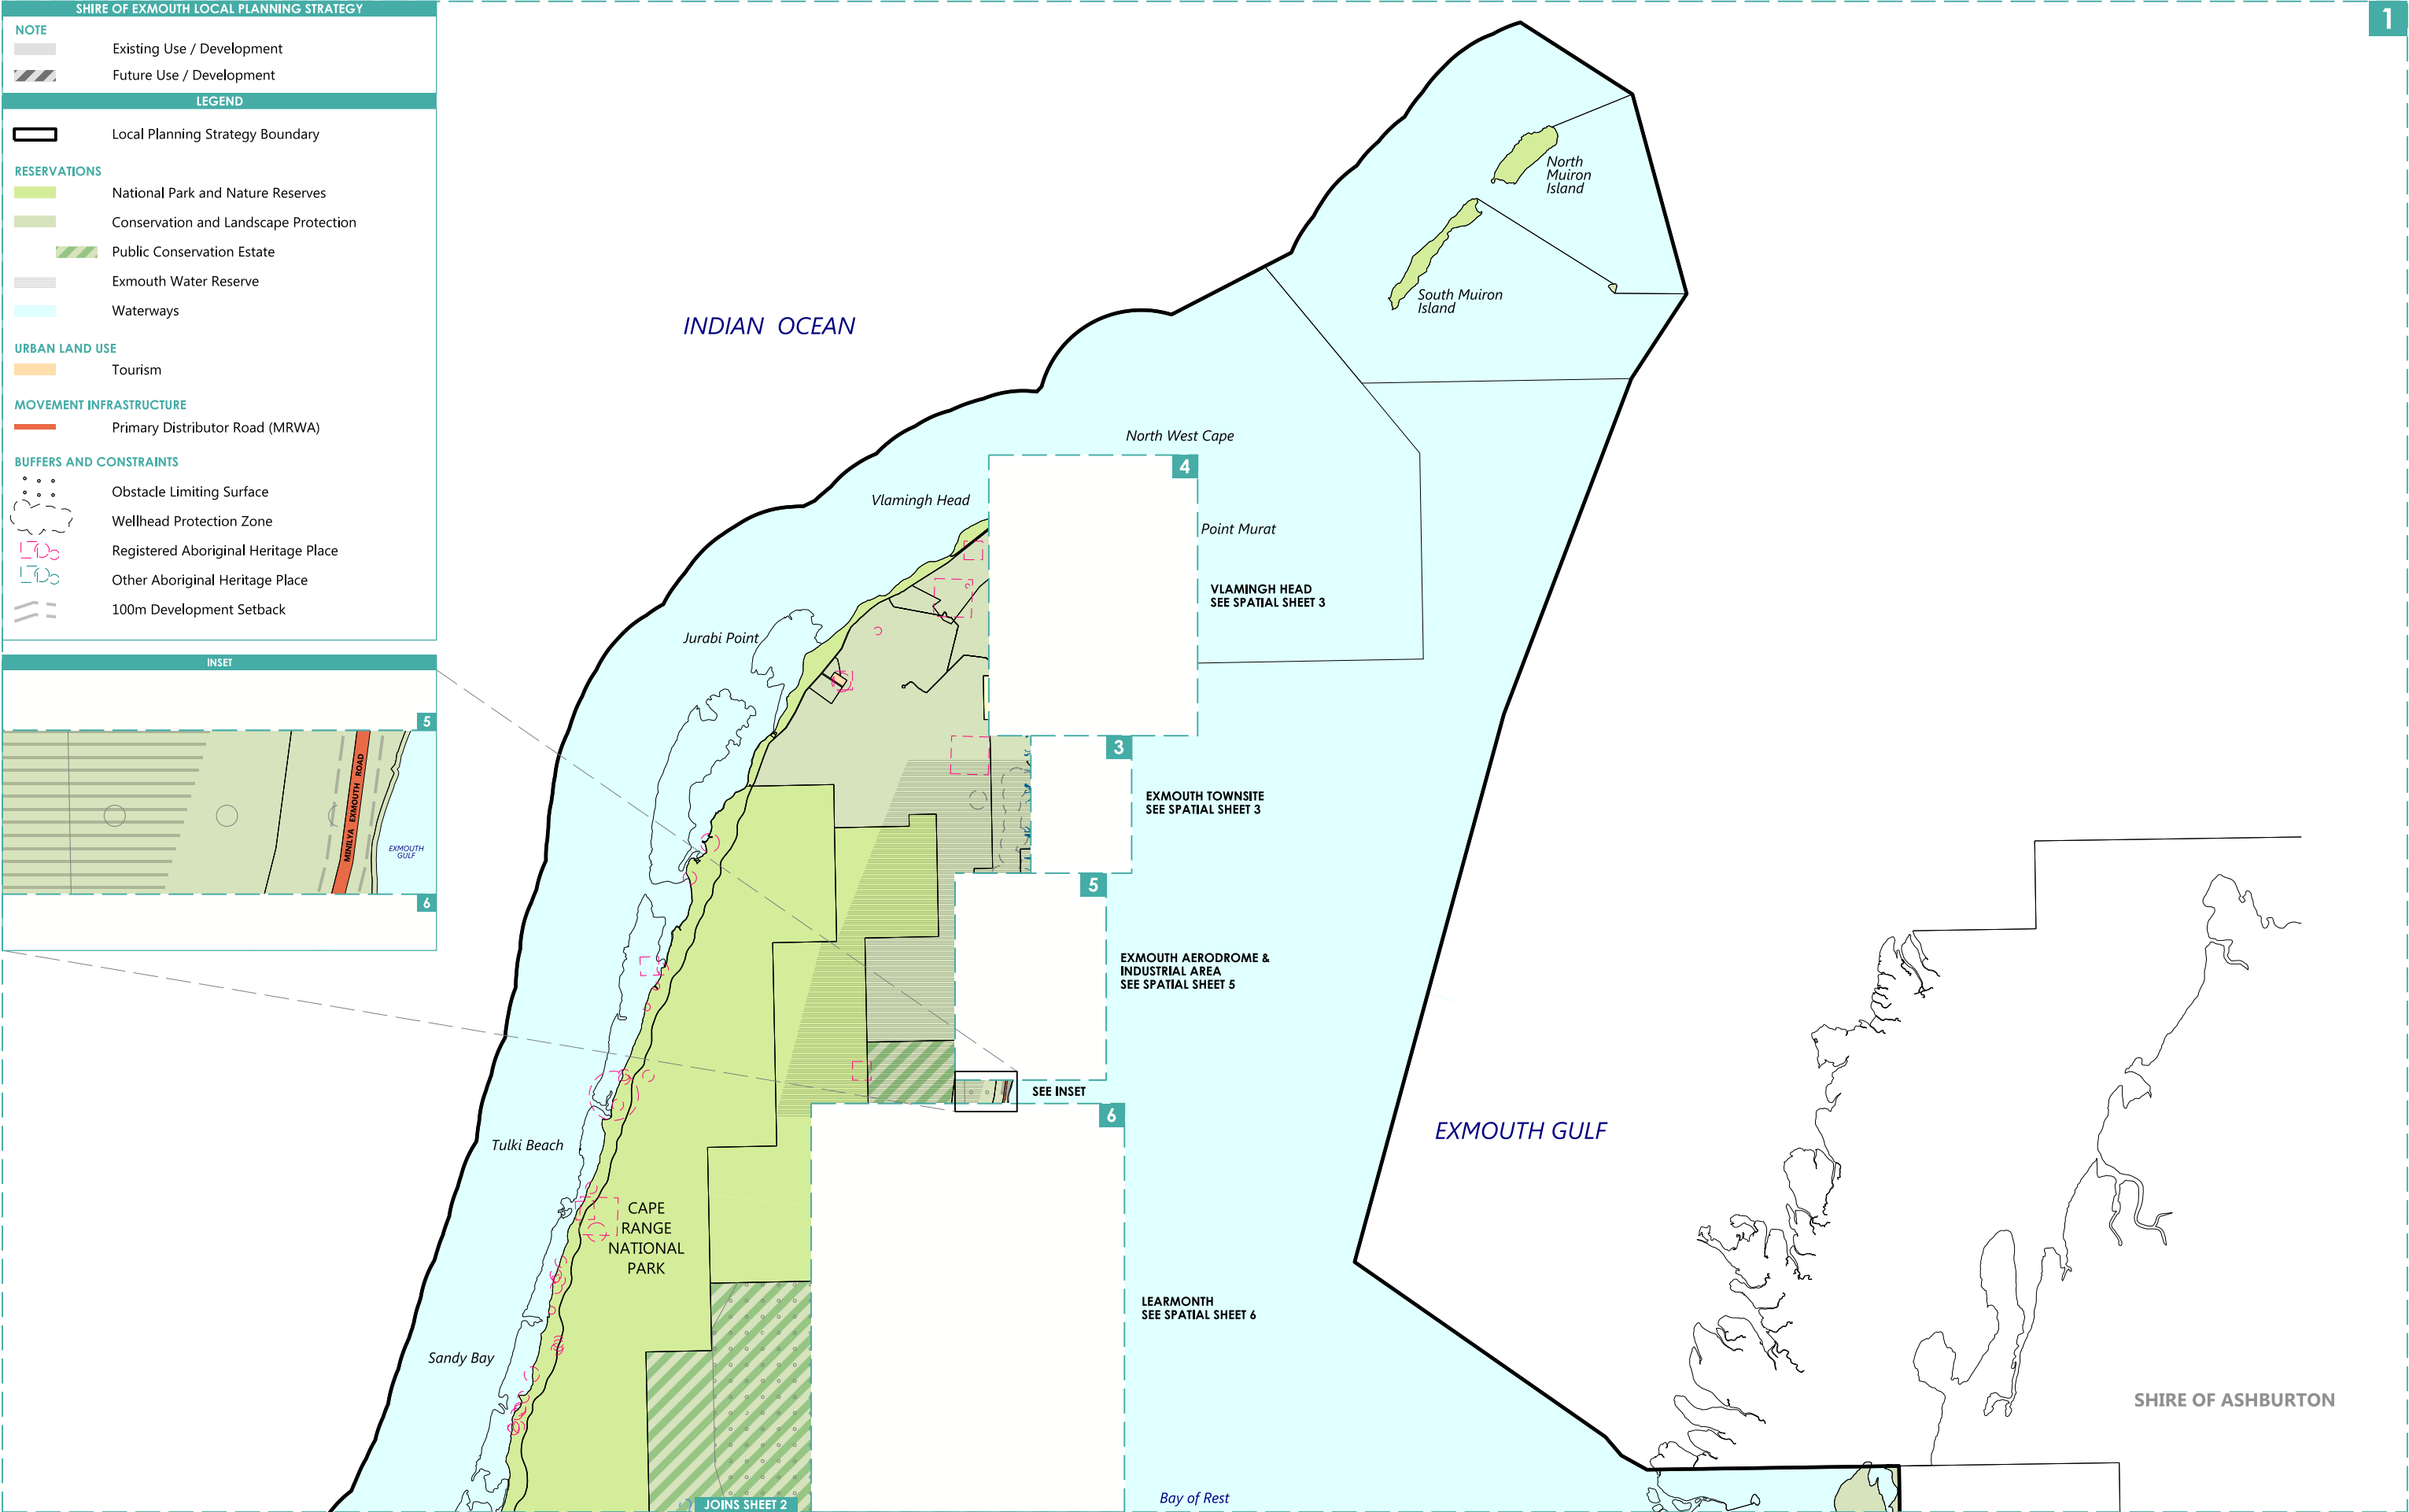 SHIRE OF EXMOUTH LOCAL PLANNING STRATEGY
NOTE
Existing Use / Development
Future Use / Development
LEGEND
Local Planning Strategy Boundary
RESERVATIONS
National Park and Nature Reserves
Conservation and Landscape Protection
Public Conservation Estate
Exmouth Water Reserve
Waterways
URBAN LAND USE
Tourism
MOVEMENT INFRASTRUCTURE
Primary Distributor Road (MRWA)
BUFFERS AND CONSTRAINTS
Obstacle Limiting Surface
Wellhead Protection Zone
Registered Aboriginal Heritage Place
Other Aboriginal Heritage Place
100m Development Setback
INSET
5
MINILYA EXMOUTH ROAD
EXMOUTH
GULF
6
1
North
Muiron
Island
South Muiron
Island
INDIAN OCEAN
North West Cape
4
Vlamingh Head
Point Murat
VLAMINGH HEAD
SEE SPATIAL SHEET 3
Jurabi Point
3
EXMOUTH TOWNSITE
SEE SPATIAL SHEET 3
5
EXMOUTH AERODROME &
INDUSTRIAL AREA
SEE SPATIAL SHEET 5
SEE INSET
6
EXMOUTH GULF
Tulki Beach
CAPE
RANGE
NATIONAL
PARK
LEARMONTH
SEE SPATIAL SHEET 6
Sandy Bay
SHIRE OF ASHBURTON
Bay of Rest
JOINS SHEET 2